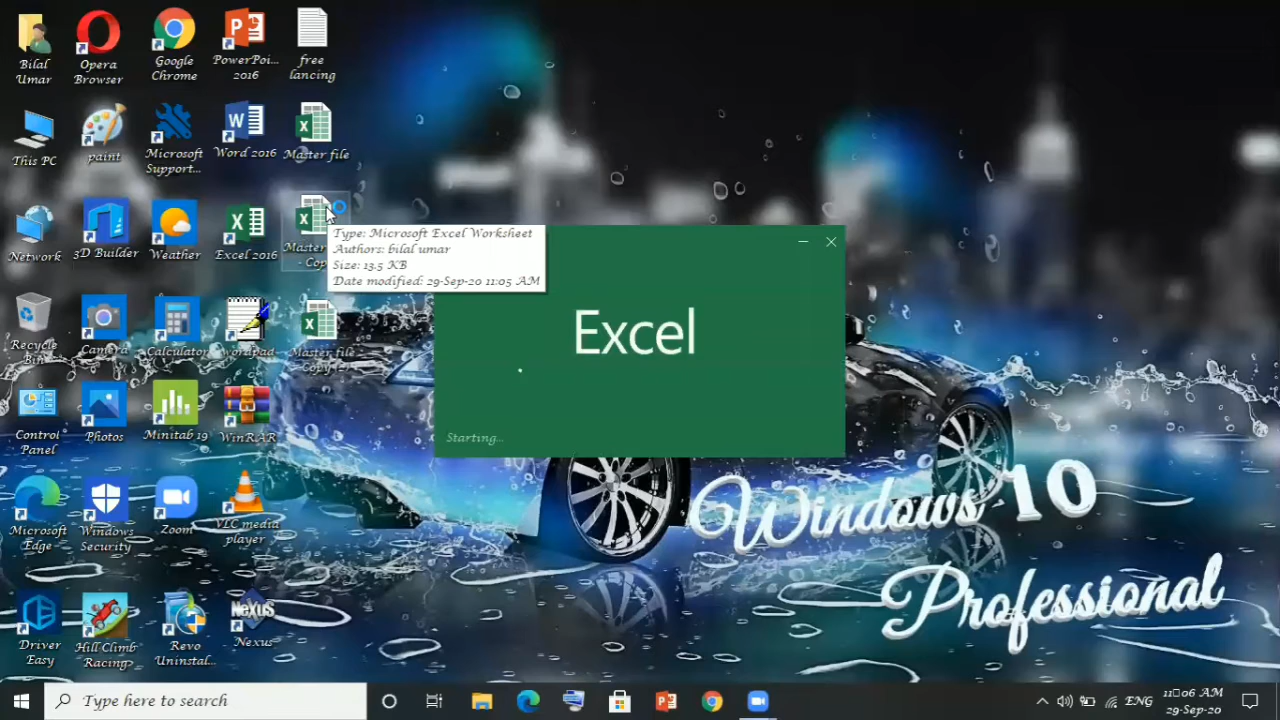 Bilal
Umar
Opera
Browser
Google
Chrome
PowerPoi...
2016
free
lancing
This PC
paint
Microsoft
Support...
Word 2016
Master file
Network
3D Builder
Weather
Excel 2016
Master
- Cop
Type: Microsoft Excel Worksheet
Authors: bilal umar
Size: 13.5 KB
Date modified: 29-Sep-20 11:05 AM
Excel
Starting...
Recycle
Bin
Camera
Calculator
wordpad
Master file
- Copy (2)
Control
Panel
Photos
Minitab 19
WinRAR
Microsoft
Edge
Windows
Security
Zoom
VLC media
player
Windows 10
Professional
Driver
Easy
Hill Climb
Racing
Revo
Uninstal...
Nexus
Nexus
Type here to search
ENG
11□06 AM
29-Sep-20